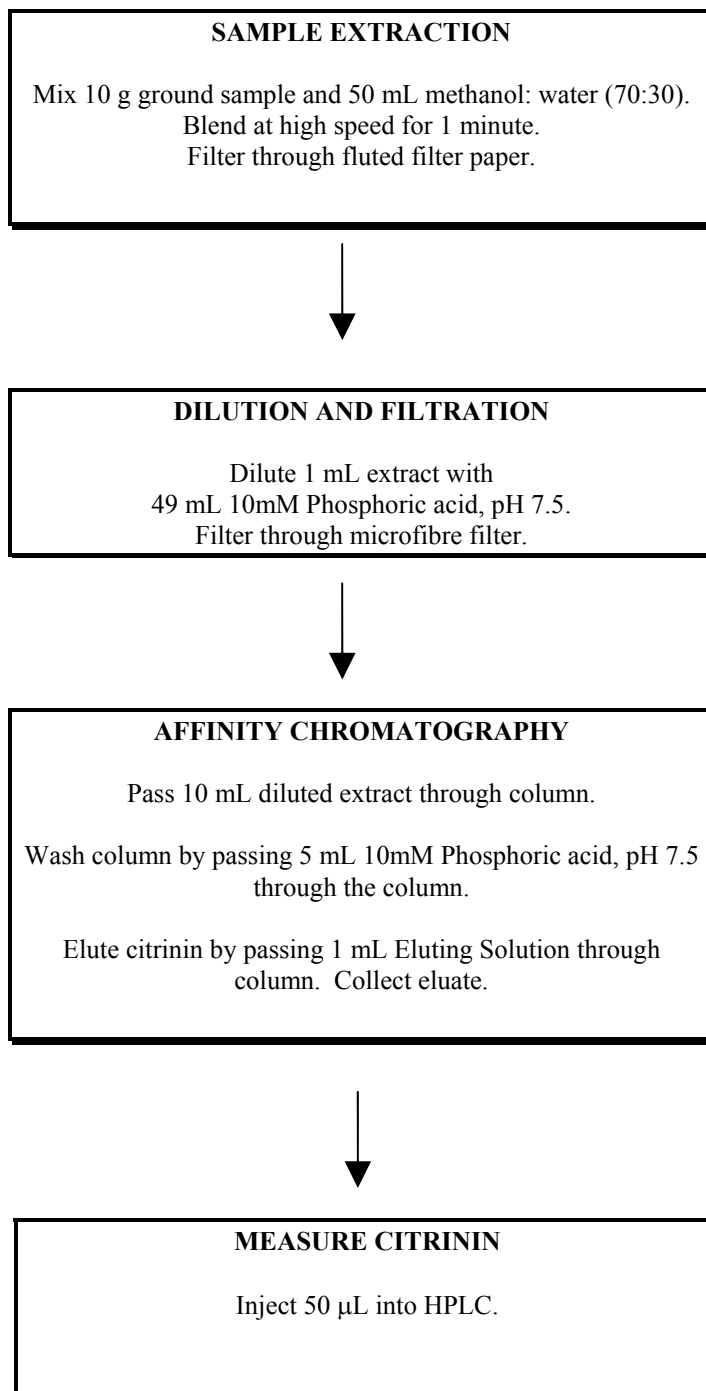 SAMPLE EXTRACTION
Mix 10 g ground sample and 50 mL methanol: water (70:30).
Blend at high speed for 1 minute.
Filter through fluted filter paper.
DILUTION AND FILTRATION
Dilute 1 mL extract with
49 mL 10mM Phosphoric acid, pH 7.5.
Filter through microfibre filter.
AFFINITY CHROMATOGRAPHY
Pass 10 mL diluted extract through column.
Wash column by passing 5 mL 10mM Phosphoric acid, pH 7.5
through the column.
Elute citrinin by passing 1 mL Eluting Solution through
column.  Collect eluate.
MEASURE CITRININ
Inject 50 μL into HPLC.